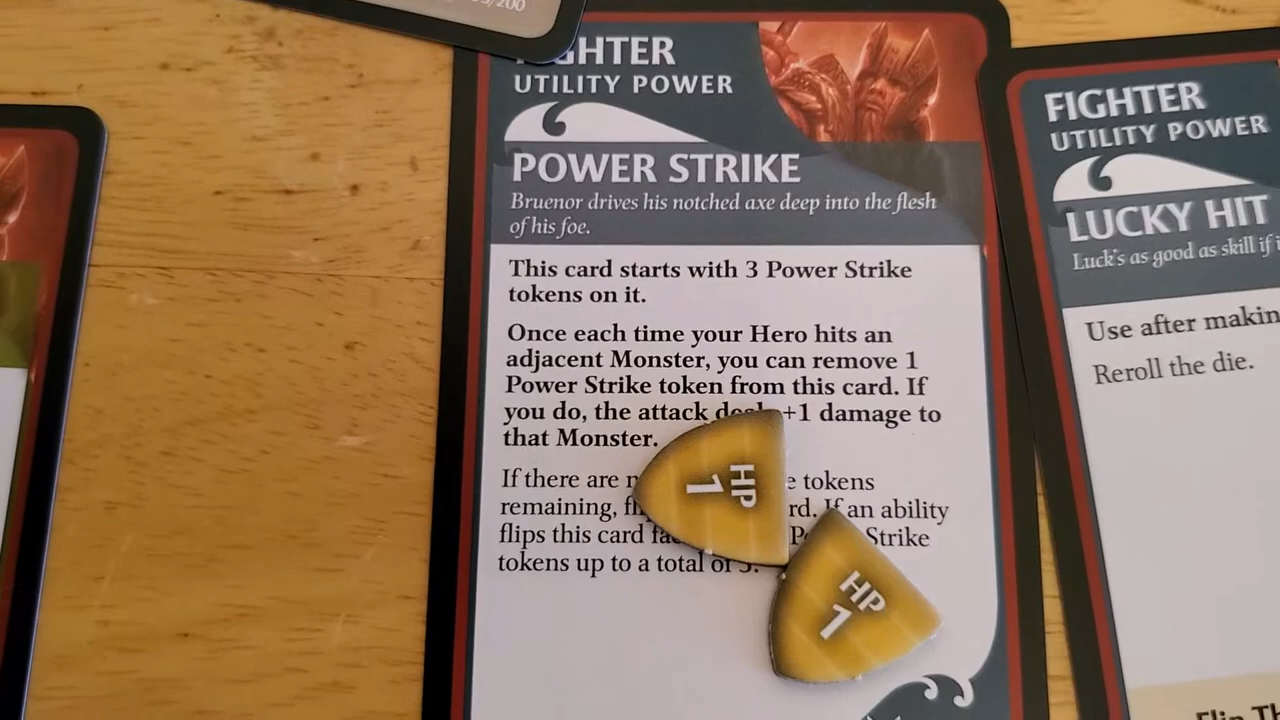 /200
FIGHTER
UTILITY POWER
POWER STRIKE
Bruenor drives his notched axe deep into the flesh
of his foe.
This card starts with 3 Power Strike
tokens on it.
Once each time your Hero hits an
adjacent Monster, you can remove 1
Power Strike token from this card. If
you do, the attack +1 damage to
that Monster.
If there are tokens
remaining, If an ability
flips this card Strike
tokens up to a total of 3.
HP
1
HP
1
FIGHTER
UTILITY POWER
LUCKY HIT
Luck's as good as skill if
Use after
Reroll the die.
Flip